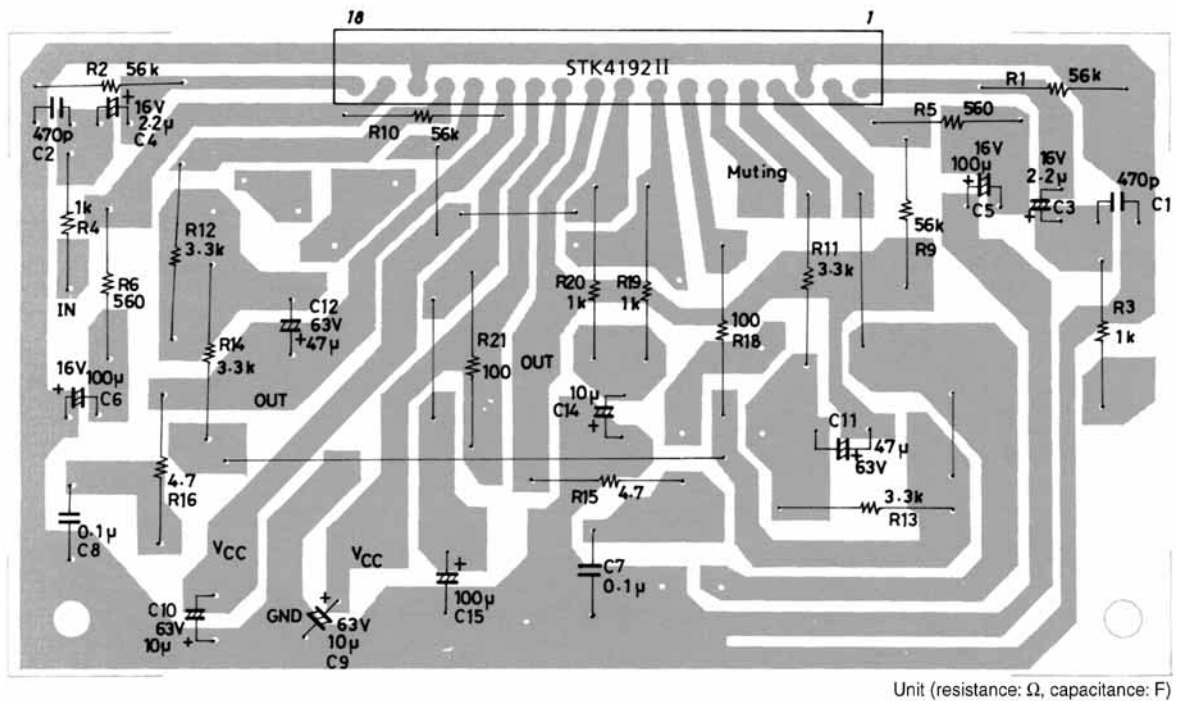 18
1
STK4192II
R2
56k
R1
56k
16V
2.2μ
C4
470p
C2
R10
56k
R5
560
16V
100μ
C5
16V
2.2μ
C3
470p
C1
Muting
1k
R4
R12
3.3k
56k
R9
R11
3.3k
R6
560
IN
C12
63V
47μ
R20
1k
R19
1k
R3
1k
100
R18
R14
3.3k
R21
100
OUT
16V
100μ
C6
OUT
10μ
C14
C11
47μ
63V
4.7
R16
R15
4.7
3.3k
R13
0.1μ
C8
VCC
VCC
C7
0.1μ
100μ
C15
C10
63V
10μ
GND
63V
10μ
C9
Unit (resistance: Ω, capacitance: F)